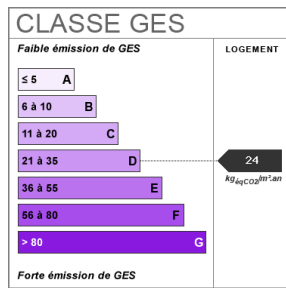 CLASSE GES
Faible émission de GES
LOGEMENT
≤ 5 A
6 à 10 B
11 à 20 C
21 à 35 D
24
kgéqCO2/m².an
36 à 55 E
56 à 80 F
> 80 G
Forte émission de GES